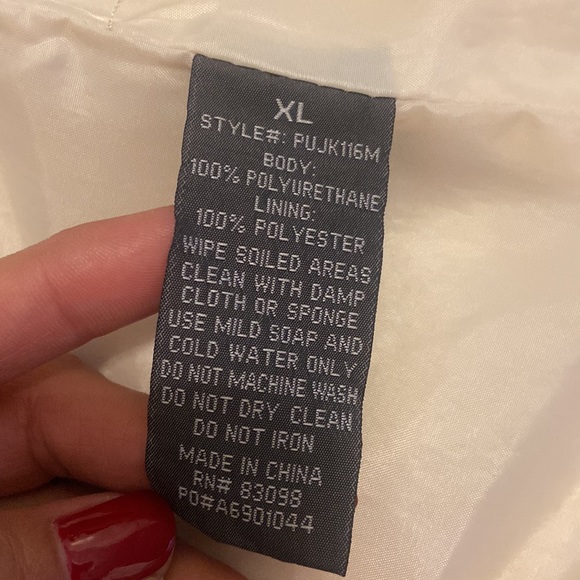 XL
STYLE#: PUJK116M
BODY:
100% POLYURETHANE
LINING:
100% POLYESTER
WIPE SOILED AREAS
CLEAN WITH DAMP
CLOTH OR SPONGE
USE MILD SOAP AND
COLD WATER ONLY
DO NOT MACHINE WASH
DO NOT DRY CLEAN
DO NOT IRON
MADE IN CHINA
RN# 83098
PO#A6901044